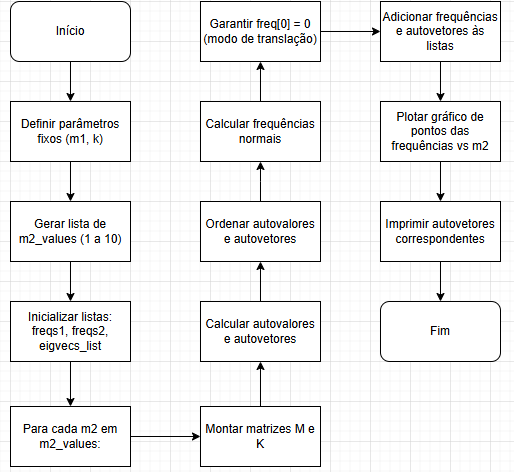 Início
Definir parâmetros
fixos (m1, k)
Gerar lista de
m2_values (1 a 10)
Inicializar listas:
freqs1, freqs2,
eigvecs_list
Para cada m2 em
m2_values:
Montar matrizes M e
K
Calcular autovalores
e autovetores
Ordenar autovalores
e autovetores
Calcular frequências
normais
Garantir freq[0] = 0
(modo de translação)
Adicionar frequências
e autovetores às
listas
Plotar gráfico de
pontos das
frequências vs m2
Imprimir autovetores
correspondentes
Fim